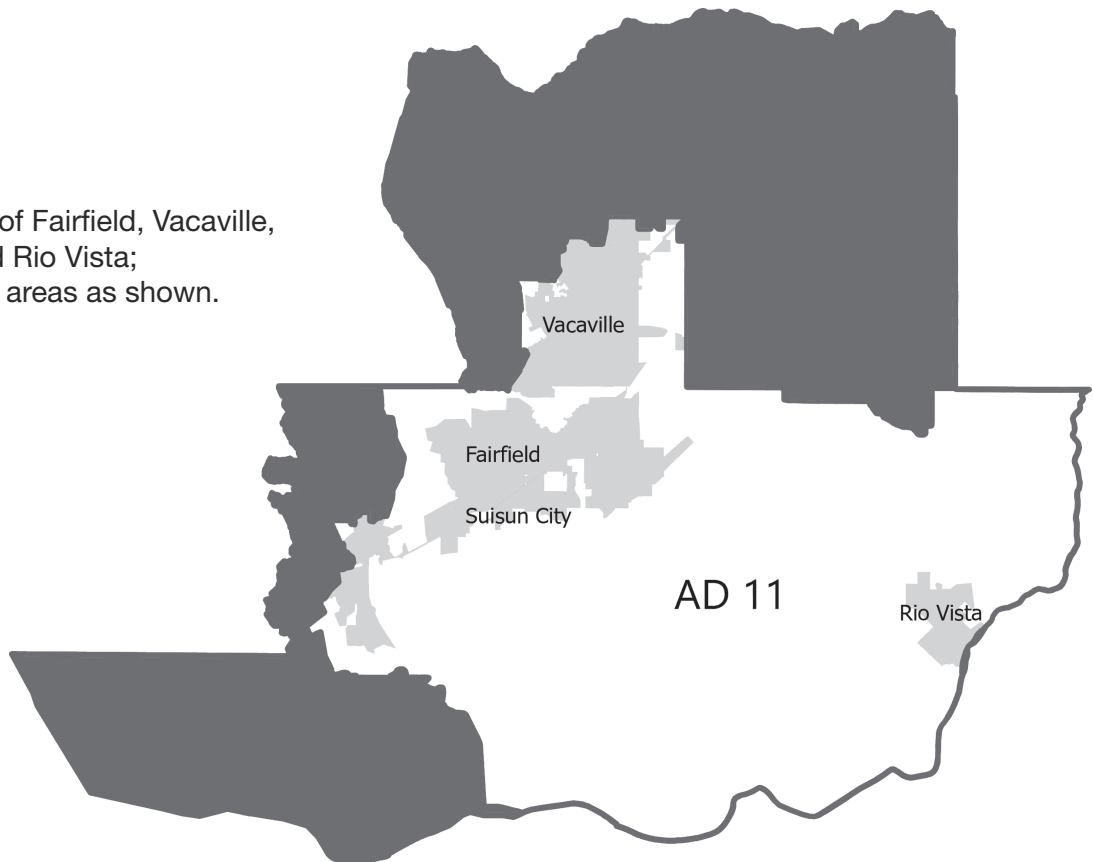 of Fairfield, Vacaville,
Rio Vista;
areas as shown.
Vacaville
Fairfield
Suisun City
AD 11
Rio Vista